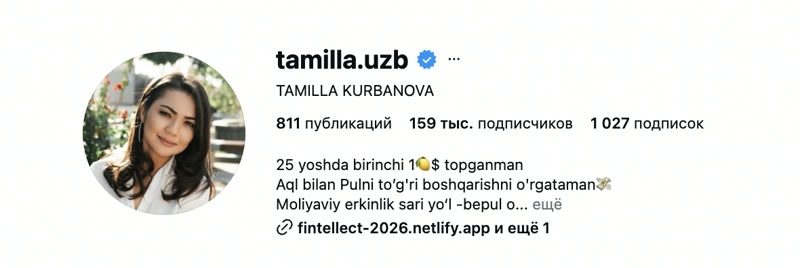 tamilla.uzb ...
TAMILLA KURBANOVA
811 публикаций 159 тыс. подписчиков 1 027 подписок
25 yoshda birinchi 1🍋$ topganman
Aql bilan Pulni to‘g'ri boshqarishni o'rgataman💸
Moliyaviy erkinlik sari yo‘l -bepul o... ещё
fintellect-2026.netlify.app и ещё 1